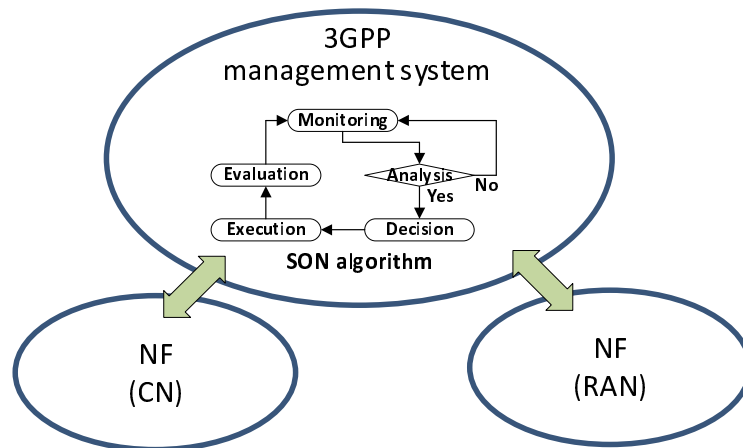 3GPP
management system
Monitoring
Evaluation
Analysis
No
Yes
Execution
Decision
SON algorithm
NF
(CN)
NF
(RAN)